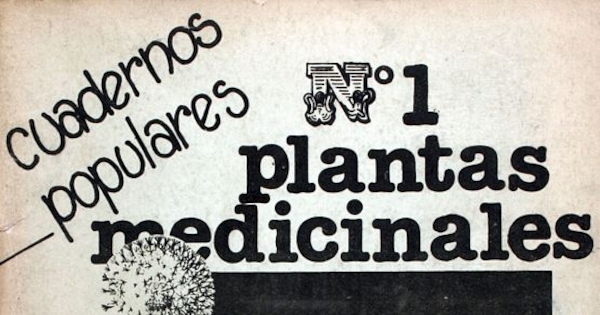 cuadernos
populares
Nº1
plantas
medicinales